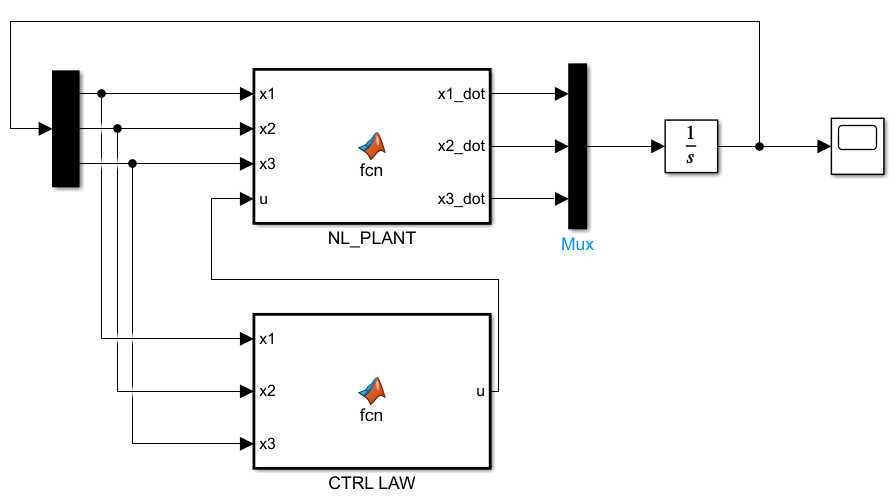 x1
x2
x3
u
fcn
x1_dot
x2_dot
x3_dot
NL_PLANT
Mux
1
s
x1
x2
x3
fcn
u
CTRL LAW